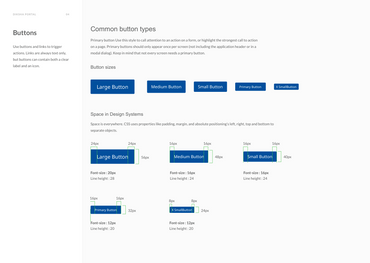 Buttons
Use buttons and links to trigger
actions. Links are always text only,
but buttons can contain both a clear
label and an icon.
Common button types
Primary button: Use this style to call attention to an action on a form, or highlight the strongest call to action
on a page. Primary buttons should only appear once per screen (not including the application header or in a
modal dialog). Keep in mind that not every screen needs a primary button.
Button sizes
Large Button
Medium Button
Small Button
Primary Button
X-SmallButton
Space in Design Systems
Space is everywhere. CSS uses properties like padding, margin, and absolute positioning's left, right, top and bottom to
separate objects.
24px 24px
Large Button
56px
Font size : 20px
Line height : 28
16px 16px
Medium Button
48px
Font size : 16px
Line height : 24
16px 16px
Small Button
40px
Font size : 16px
Line height : 24
16px 16px
Primary Button
32px
Font size : 12px
Line height : 20
8px 8px
X-SmallButton
24px
Font size : 12px
Line height : 20